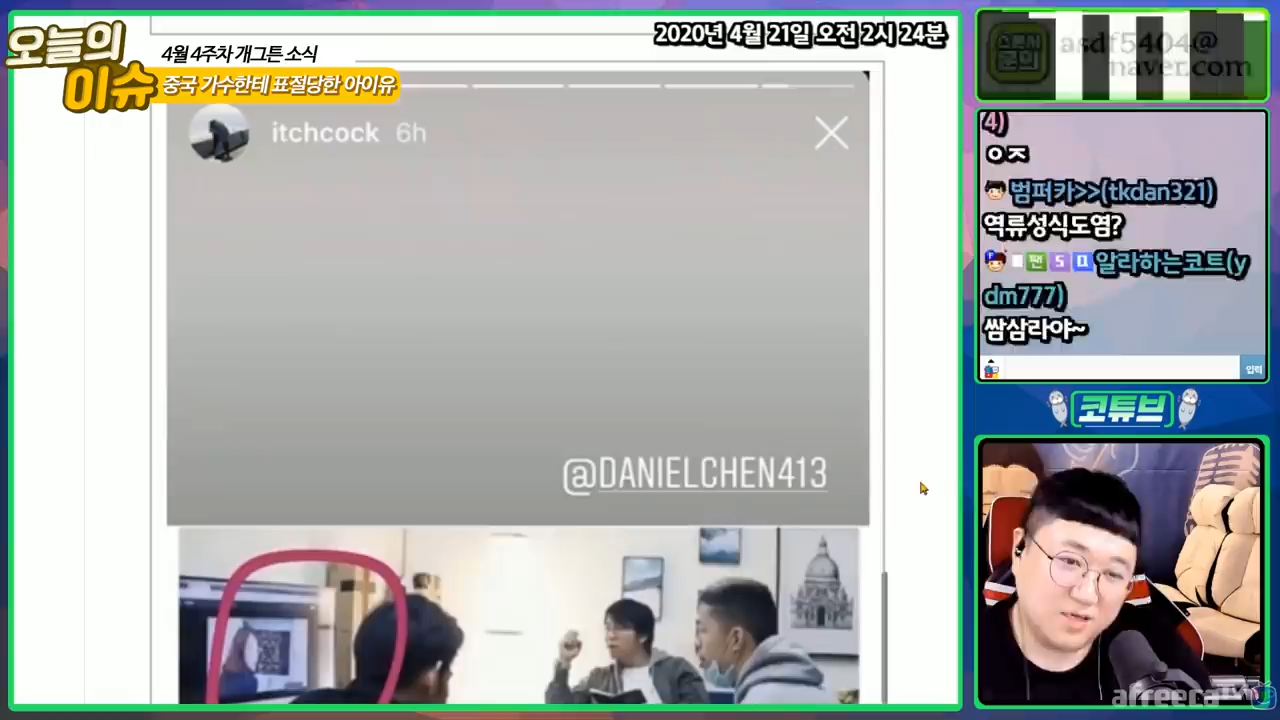 오늘의
이슈
4월 4주차 개그튼 소식
중국 가수한테 표절당한 아이유
2020년 4월 21일 오전 2시 24분
itchcock 6h
@DANIELCHEN413
asdf5404@
naver.com
4)
ㅇㅈ
범퍼카>>(tkdan321)
역류성식도염?
팬 S 알라하는코트(y
dm777)
쌈삼라야~
입력
코튜브
afreecaTV